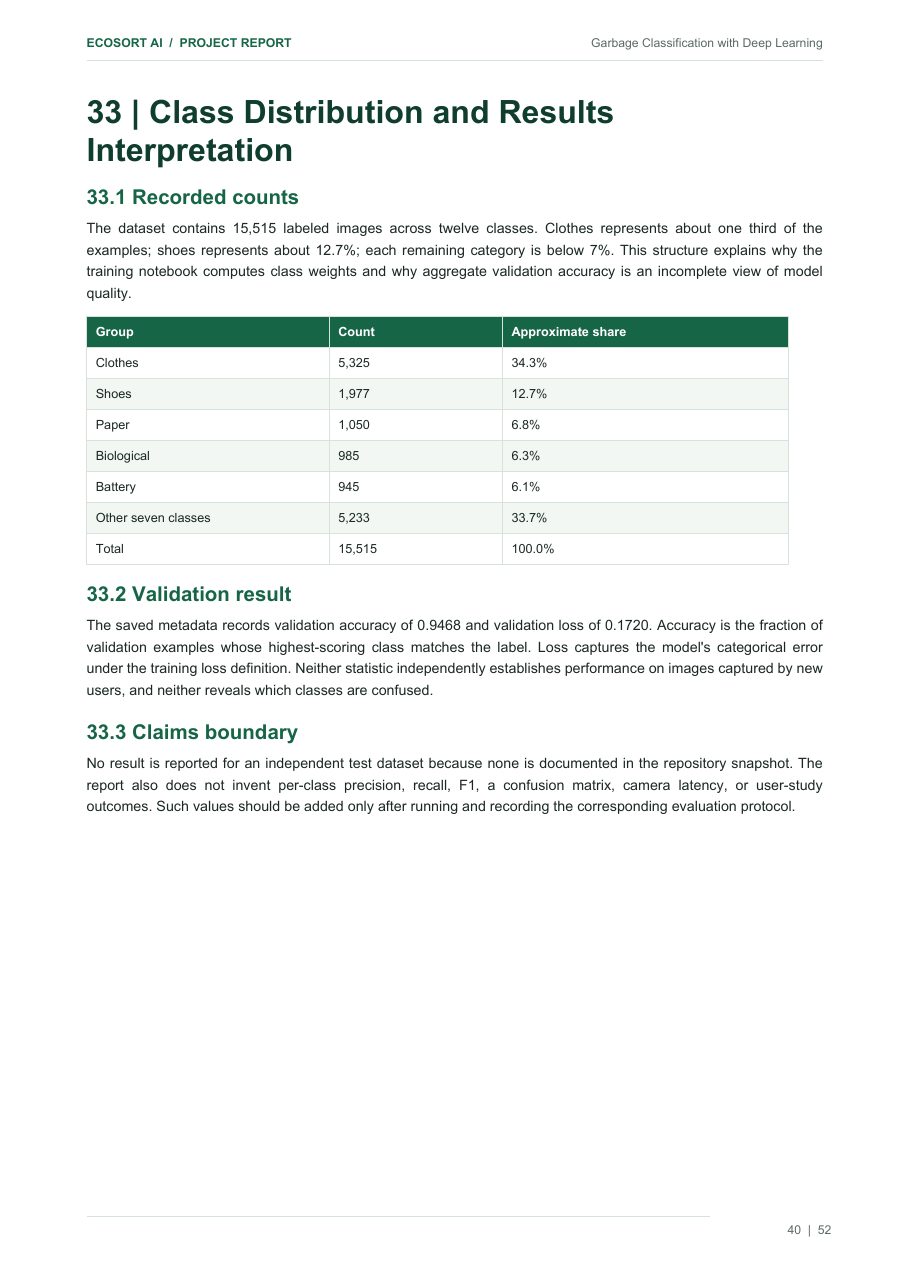 ECOSORT AI / PROJECT REPORT
Garbage Classification with Deep Learning
33 | Class Distribution and Results
Interpretation
33.1 Recorded counts
The dataset contains 15,515 labeled images across twelve classes. Clothes represents about one third of the
examples; shoes represents about 12.7%; each remaining category is below 7%. This structure explains why the
training notebook computes class weights and why aggregate validation accuracy is an incomplete view of model
quality.
Group Count Approximate share
Clothes 5,325 34.3%
Shoes 1,977 12.7%
Paper 1,050 6.8%
Biological 985 6.3%
Battery 945 6.1%
Other seven classes 5,233 33.7%
Total 15,515 100.0%
33.2 Validation result
The saved metadata records validation accuracy of 0.9468 and validation loss of 0.1720. Accuracy is the fraction of
validation examples whose highest-scoring class matches the label. Loss captures the model's categorical error
under the training loss definition. Neither statistic independently establishes performance on images captured by new
users, and neither reveals which classes are confused.
33.3 Claims boundary
No result is reported for an independent test dataset because none is documented in the repository snapshot. The
report also does not invent per-class precision, recall, F1, a confusion matrix, camera latency, or user-study
outcomes. Such values should be added only after running and recording the corresponding evaluation protocol.
40 | 52